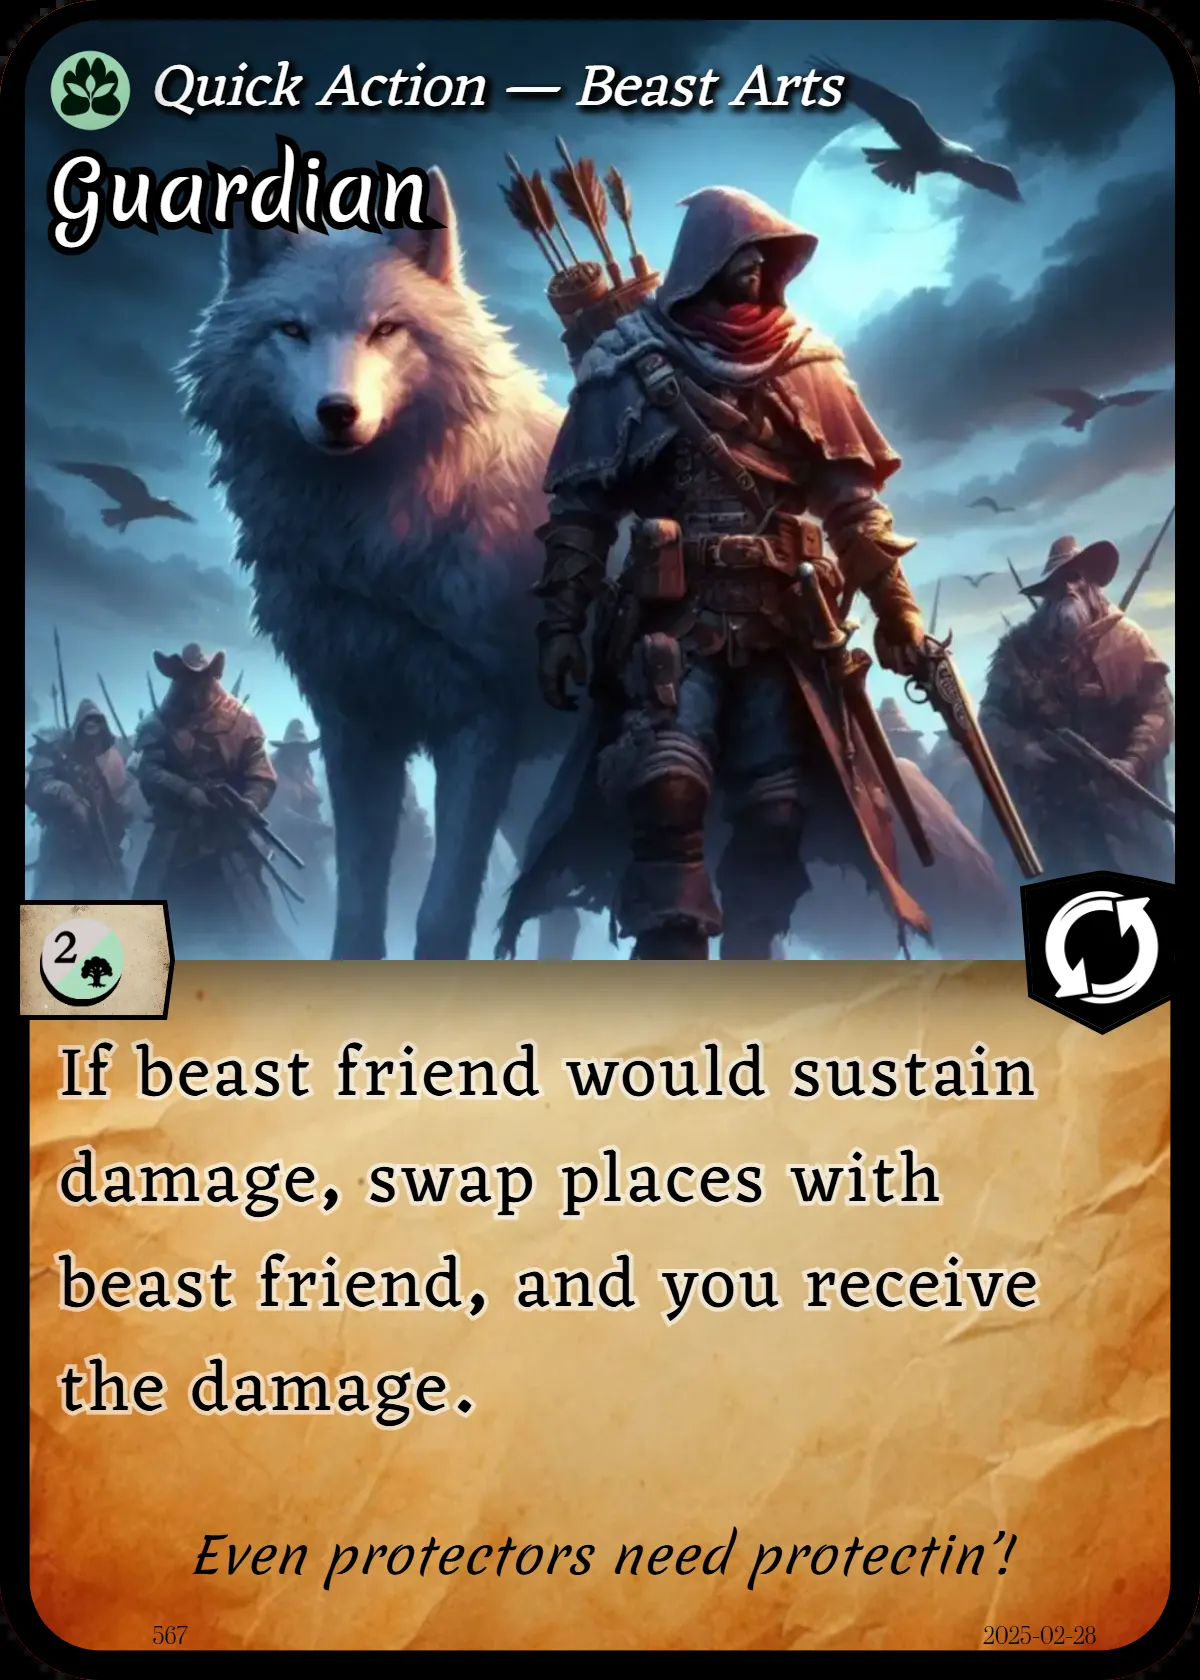 Quick Action — Beast Arts
Guardian
2
If beast friend would sustain
damage, swap places with
beast friend, and you receive
the damage.
Even protectors need protectin'!
567
2025-02-28